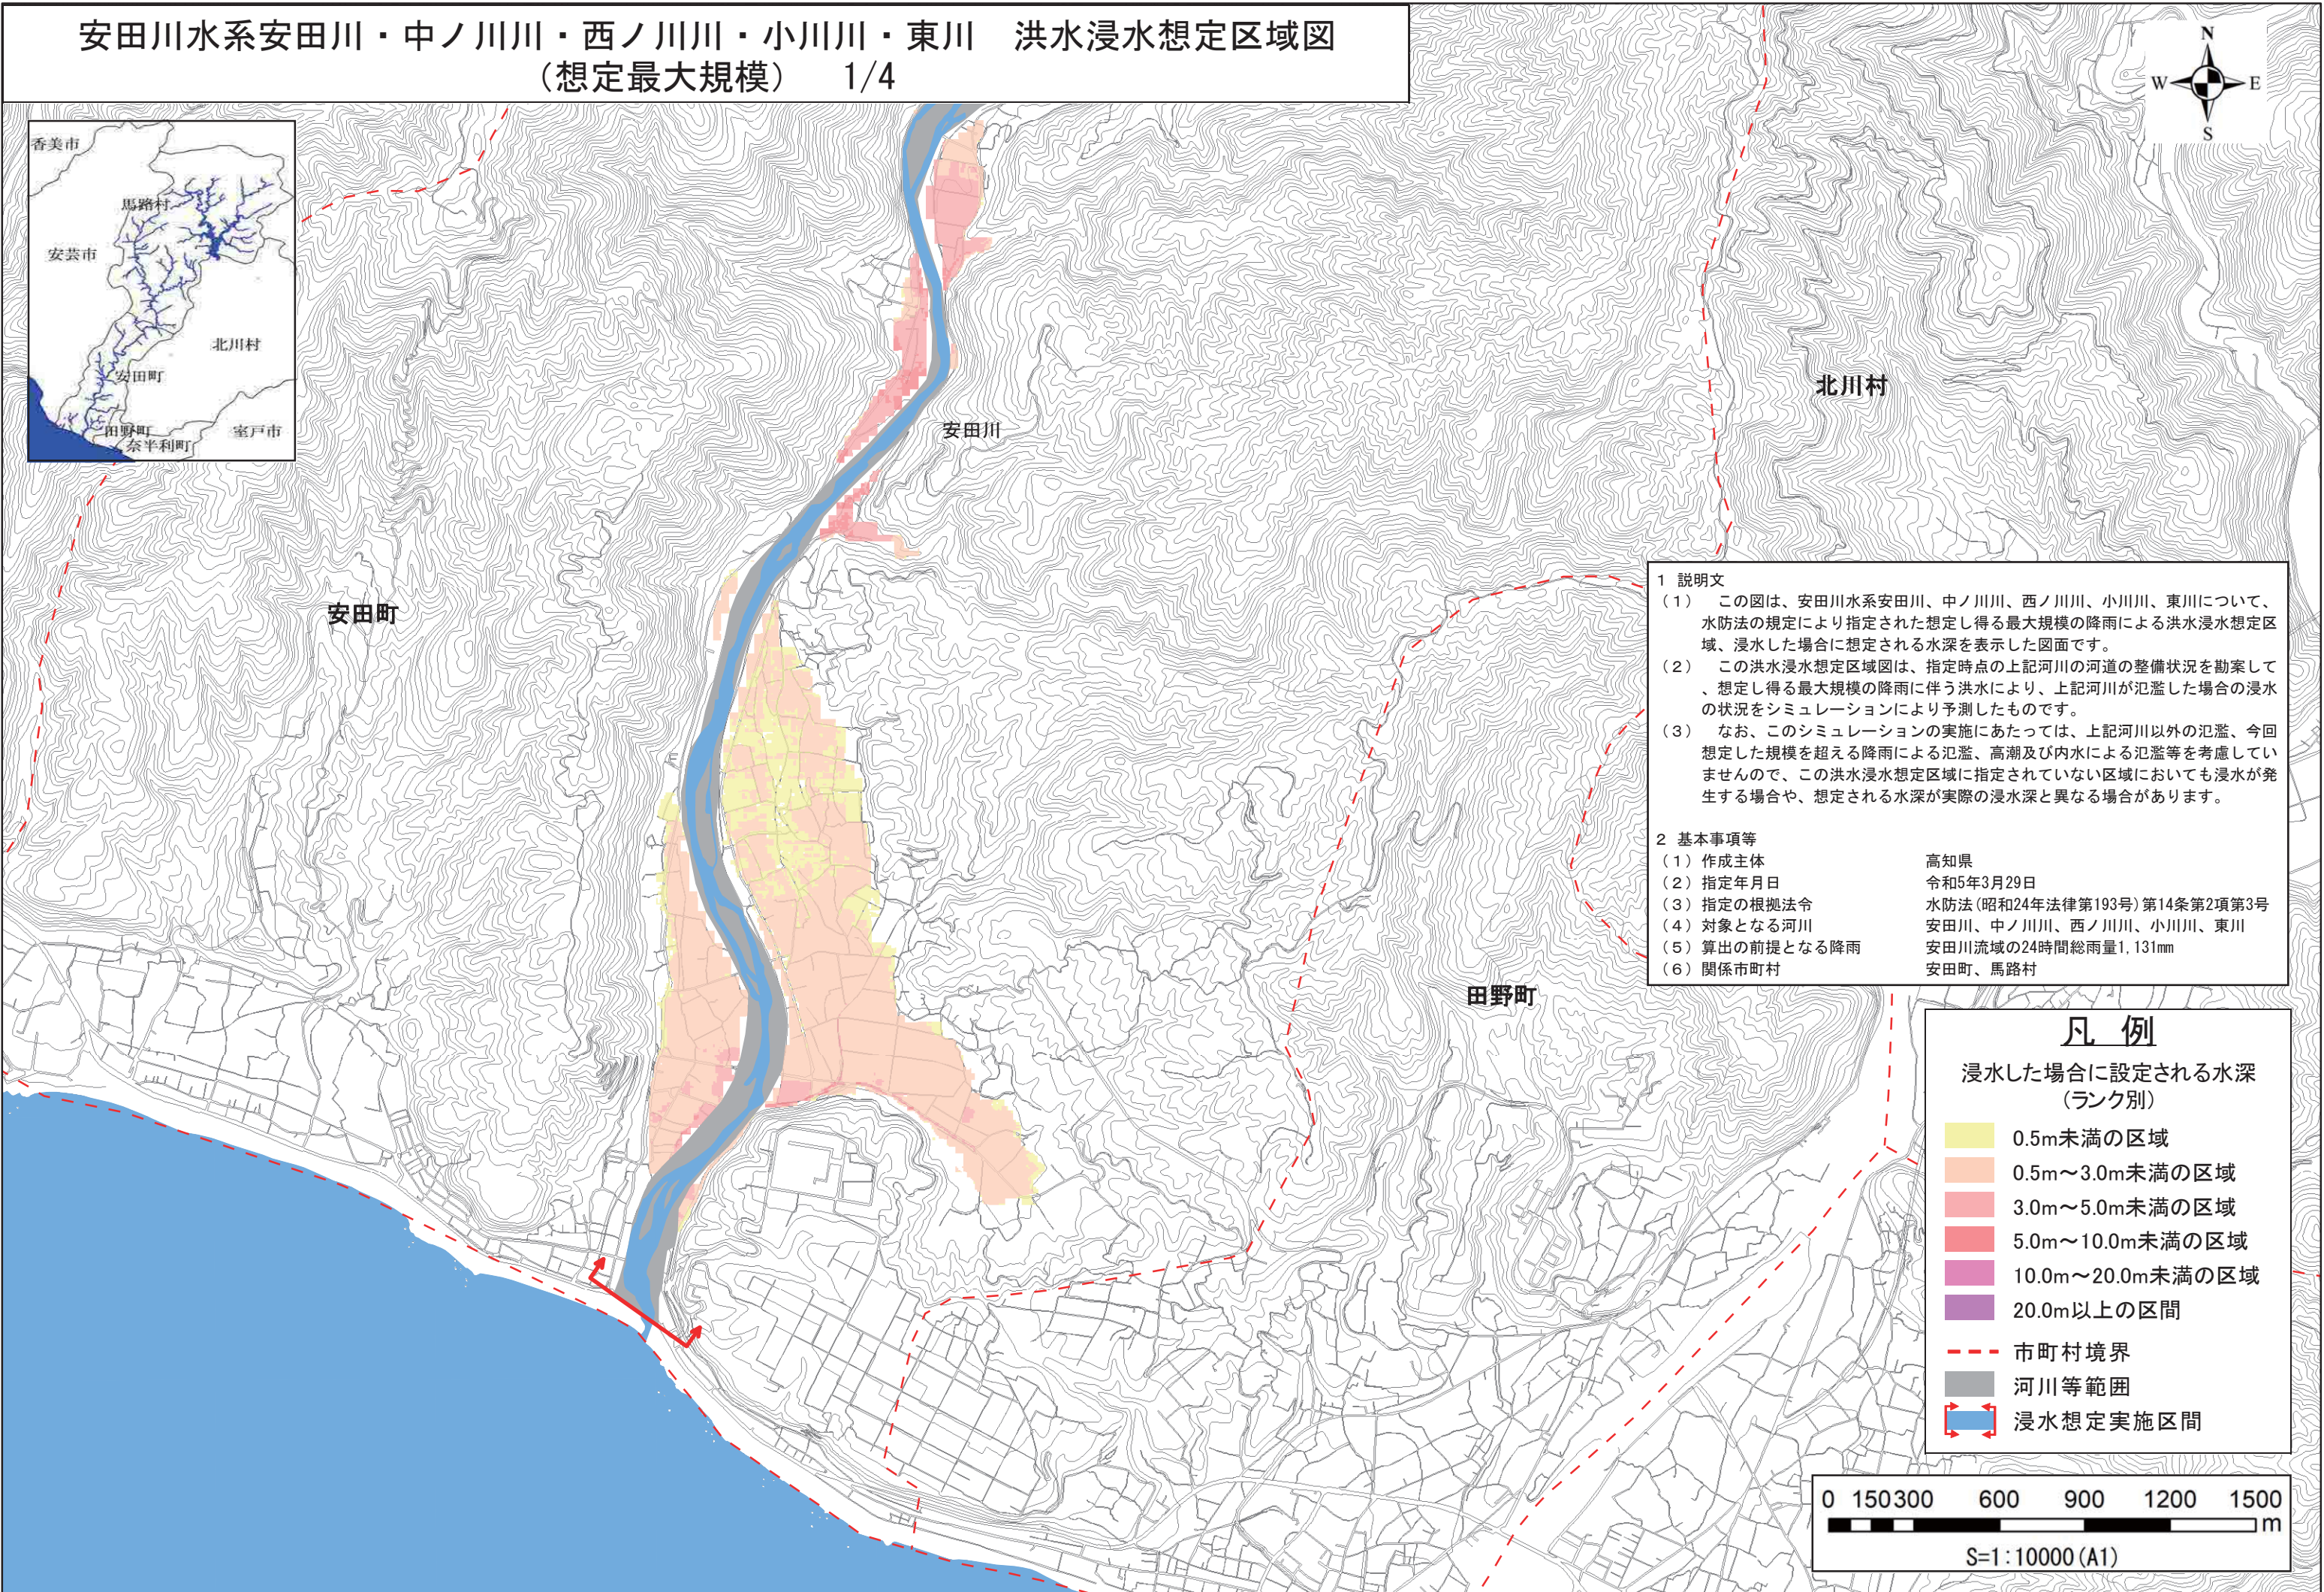 安田川水系安田川・中ノ川川・西ノ川川・小川川・東川　洪水浸水想定区域図
（想定最大規模）　1/4
N
W E
S
香美市
馬路村
安芸市
北川村
安田町
田野町
奈半利町
室戸市
北川村
安田川
安田町
田野町
1 説明文
（1）　この図は、安田川水系安田川、中ノ川川、西ノ川川、小川川、東川について、
水防法の規定により指定された想定し得る最大規模の降雨による洪水浸水想定区
域、浸水した場合に想定される水深を表示した図面です。
（2）　この洪水浸水想定区域図は、指定時点の上記河川の河道の整備状況を勘案して
、想定し得る最大規模の降雨に伴う洪水により、上記河川が氾濫した場合の浸水
の状況をシミュレーションにより予測したものです。
（3）　なお、このシミュレーションの実施にあたっては、上記河川以外の氾濫、今回
想定した規模を超える降雨による氾濫、高潮及び内水による氾濫等を考慮してい
ませんので、この洪水浸水想定区域に指定されていない区域においても浸水が発
生する場合や、想定される水深が実際の浸水深と異なる場合があります。
2 基本事項等
（1）作成主体　高知県
（2）指定年月日　令和5年3月29日
（3）指定の根拠法令　水防法(昭和24年法律第193号)第14条第2項第3号
（4）対象となる河川　安田川、中ノ川川、西ノ川川、小川川、東川
（5）算出の前提となる降雨　安田川流域の24時間総雨量1,131mm
（6）関係市町村　安田町、馬路村
凡 例
浸水した場合に設定される水深
（ランク別）
0.5m未満の区域
0.5m～3.0m未満の区域
3.0m～5.0m未満の区域
5.0m～10.0m未満の区域
10.0m～20.0m未満の区域
20.0m以上の区間
市町村境界
河川等範囲
浸水想定実施区間
0 150 300 600 900 1200 1500
m
S=1:10000(A1)